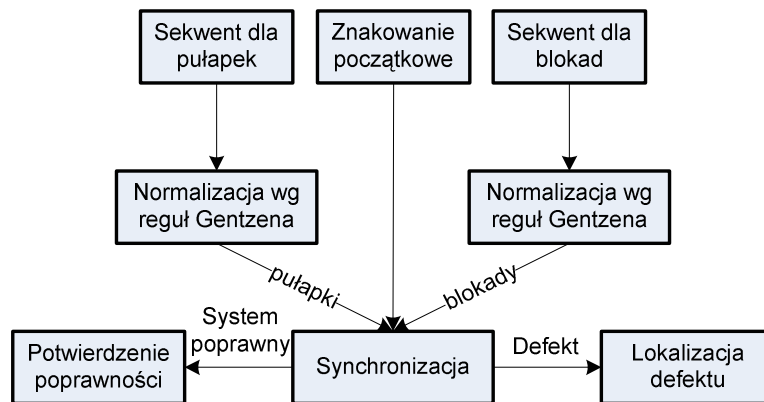 Sekwent dla
pułapek
Znakowanie
początkowe
Sekwent dla
blokad
Normalizacja wg
reguł Gentzena
Normalizacja wg
reguł Gentzena
pułapki
blokady
Potwierdzenie
poprawności
System
poprawny
Synchronizacja
Defekt
Lokalizacja
defektu